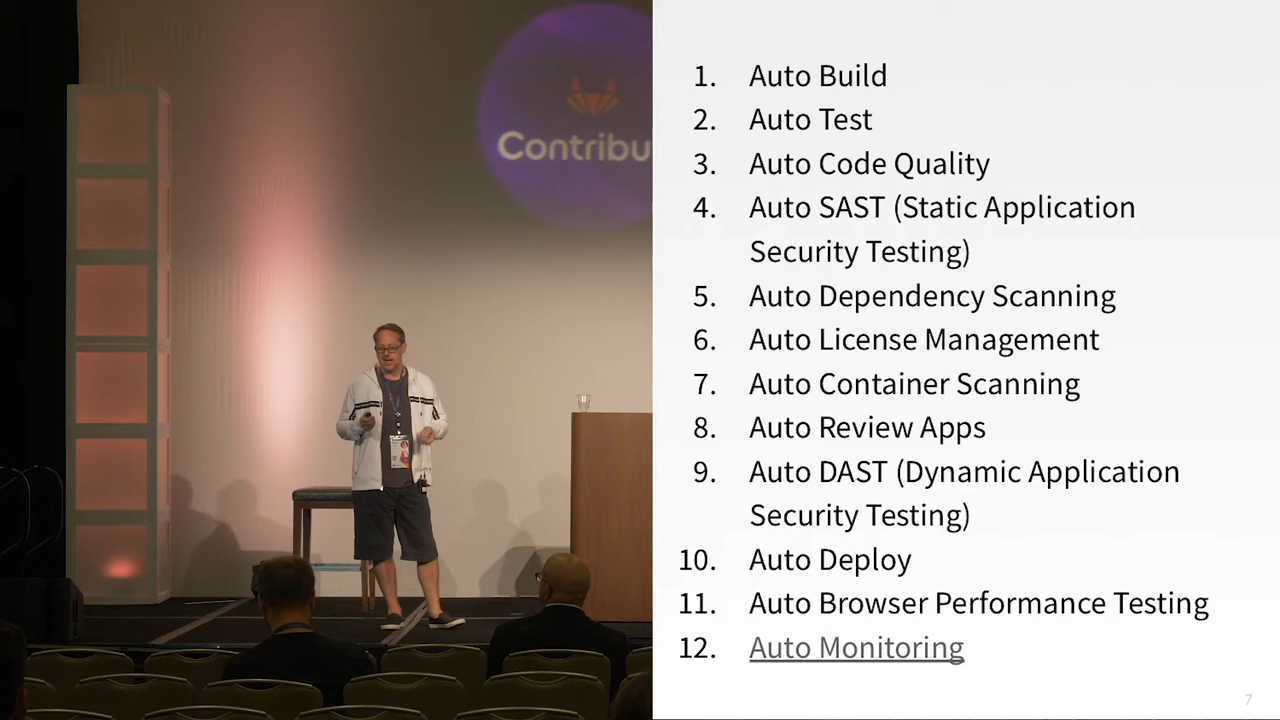 Contribu
1. Auto Build
2. Auto Test
3. Auto Code Quality
4. Auto SAST (Static Application
Security Testing)
5. Auto Dependency Scanning
6. Auto License Management
7. Auto Container Scanning
8. Auto Review Apps
9. Auto DAST (Dynamic Application
Security Testing)
10. Auto Deploy
11. Auto Browser Performance Testing
12. Auto Monitoring
7